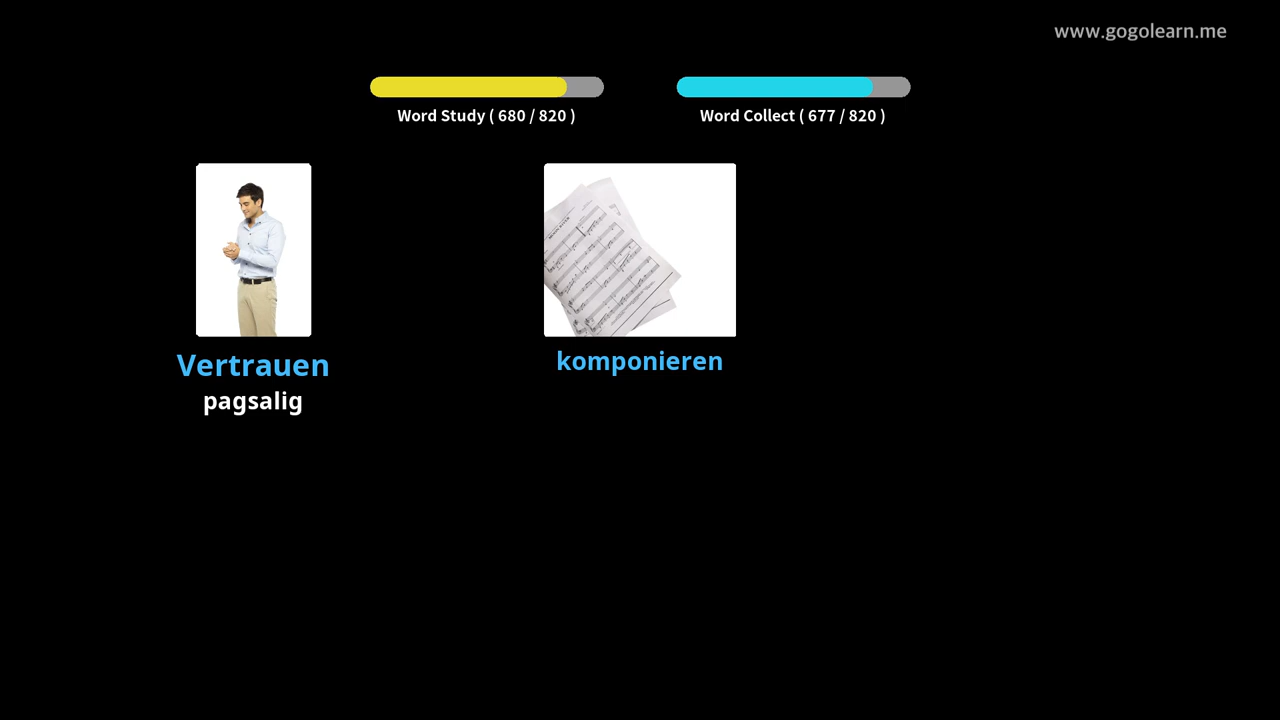 www.gogolearn.me
Word Study ( 680 / 820 )
Word Collect ( 677 / 820 )
Vertrauen
pagsalig
komponieren